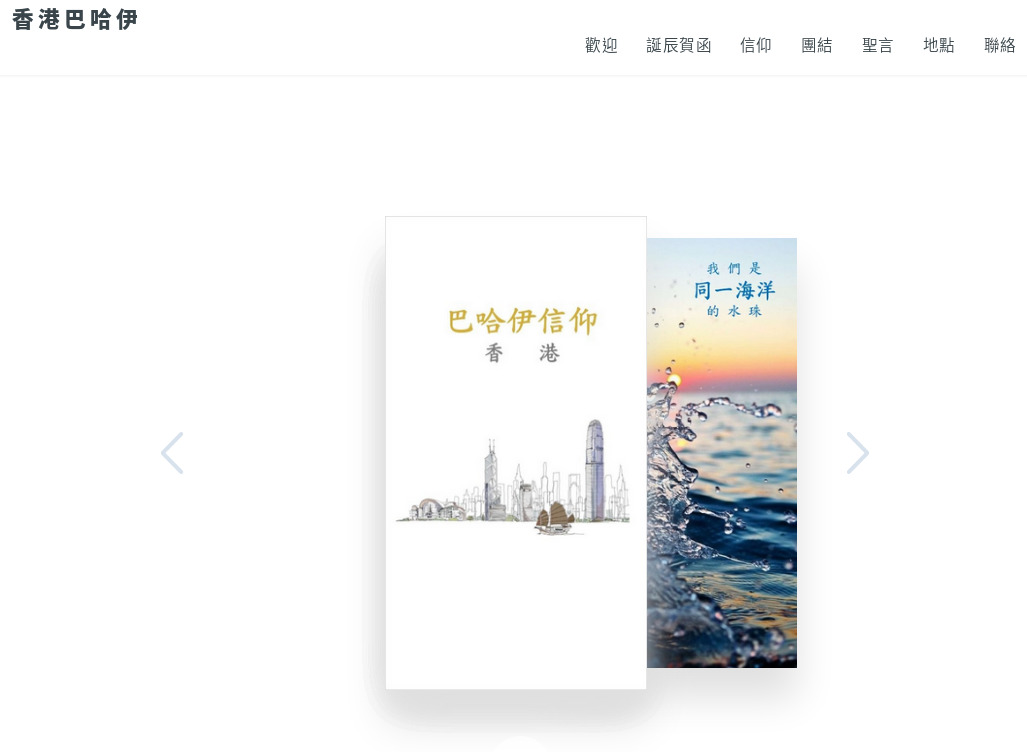 香港巴哈伊
歡迎 誕辰賀函 信仰 團結 聖言 地點 聯絡
巴哈伊信仰
香 港
我們是
同一海洋
的水珠